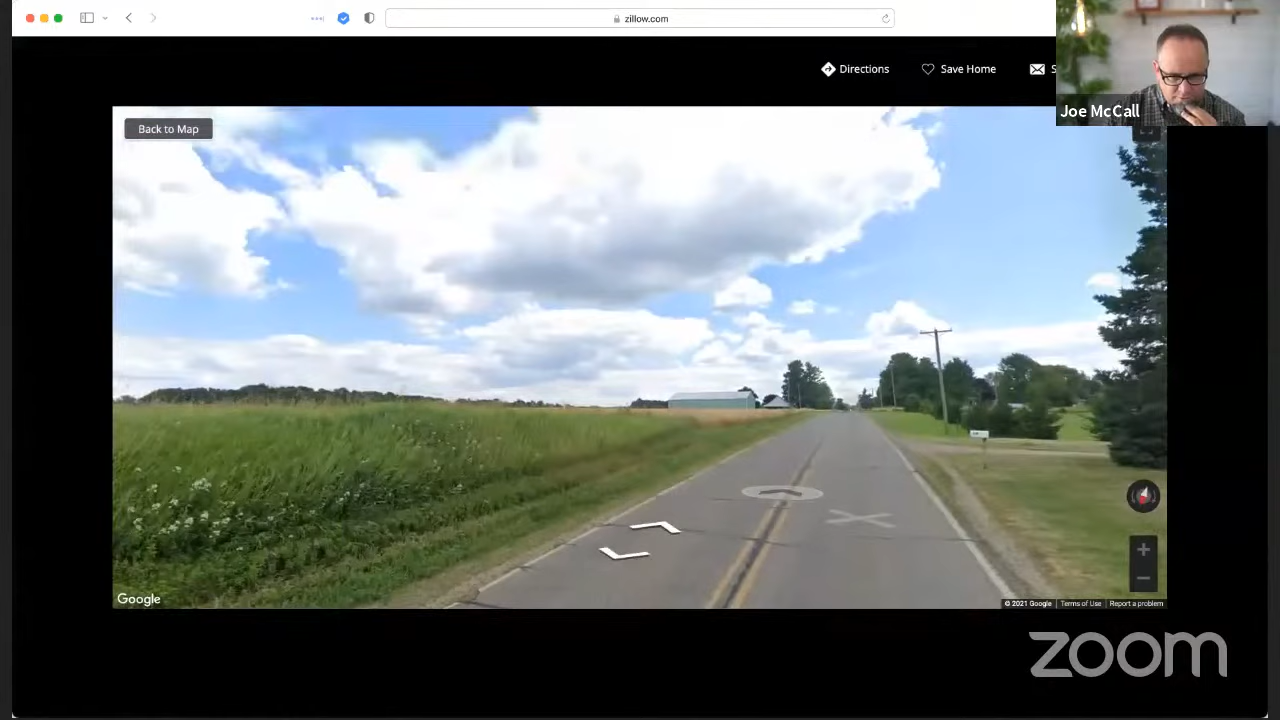 zillow.com
Directions
Save Home
S
Joe McCall
Back to Map
Google
© 2021 Google
Terms of Use
Report a problem
zoom